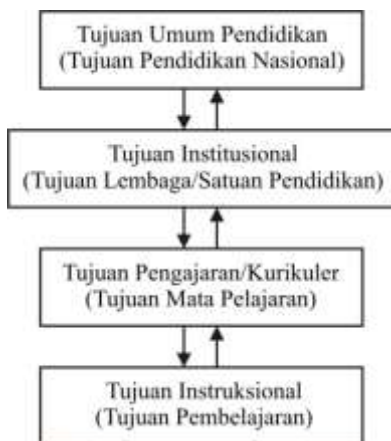 Tujuan Umum Pendidikan
(Tujuan Pendidikan Nasional)
Tujuan Institusional
(Tujuan Lembaga/Satuan Pendidikan)
Tujuan Pengajaran/Kurikuler
(Tujuan Mata Pelajaran)
Tujuan Instruksional
(Tujuan Pembelajaran)